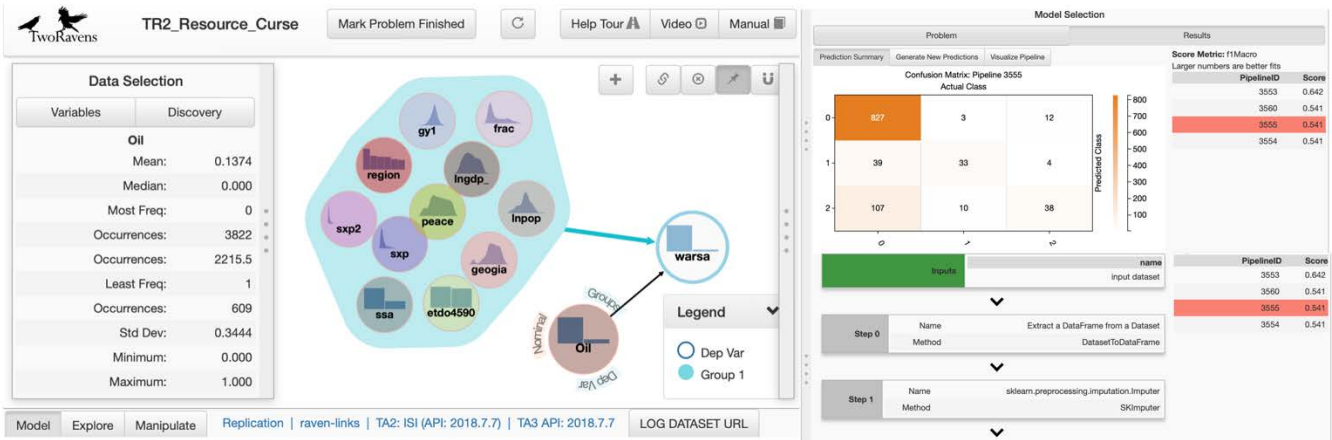 TwoRavens
TR2_Resource_Curse
Mark Problem Finished
Help Tour
Video
Manual
Data Selection
Variables Discovery
Oil
Mean: 0.1374
Median: 0.000
Most Freq: 0
Occurrences: 3822
Occurrences: 2215.5
Least Freq: 1
Occurrences: 609
Std Dev: 0.3444
Minimum: 0.000
Maximum: 1.000
gy1
frac
region
lngdp_
peace
lnpop
sxp2
sxp
geogia
ssa
etdo4590
warsa
Groups
Nominal
Oil
Dep Var
Legend
Dep Var
Group 1
Model Explore Manipulate
Replication | raven-links | TA2: ISI (API: 2018.7.7) | TA3 API: 2018.7.7
LOG DATASET URL
Model Selection
Problem Results
Prediction Summary Generate New Predictions Visualize Pipeline
Confusion Matrix: Pipeline 3555
Actual Class
0 827 3 12
1 39 33 4
2 107 10 38
0 1 2
Predicted Class
800
700
600
500
400
300
200
100
Score Metric: f1Macro
Larger numbers are better fits
PipelineID Score
3553 0.642
3560 0.541
3555 0.541
3554 0.541
Inputs
name
input dataset
Step 0
Name Extract a DataFrame from a Dataset
Method DatasetToDataFrame
Step 1
Name sklearn.preprocessing.imputation.Imputer
Method SKImputer
PipelineID Score
3553 0.642
3560 0.541
3555 0.541
3554 0.541